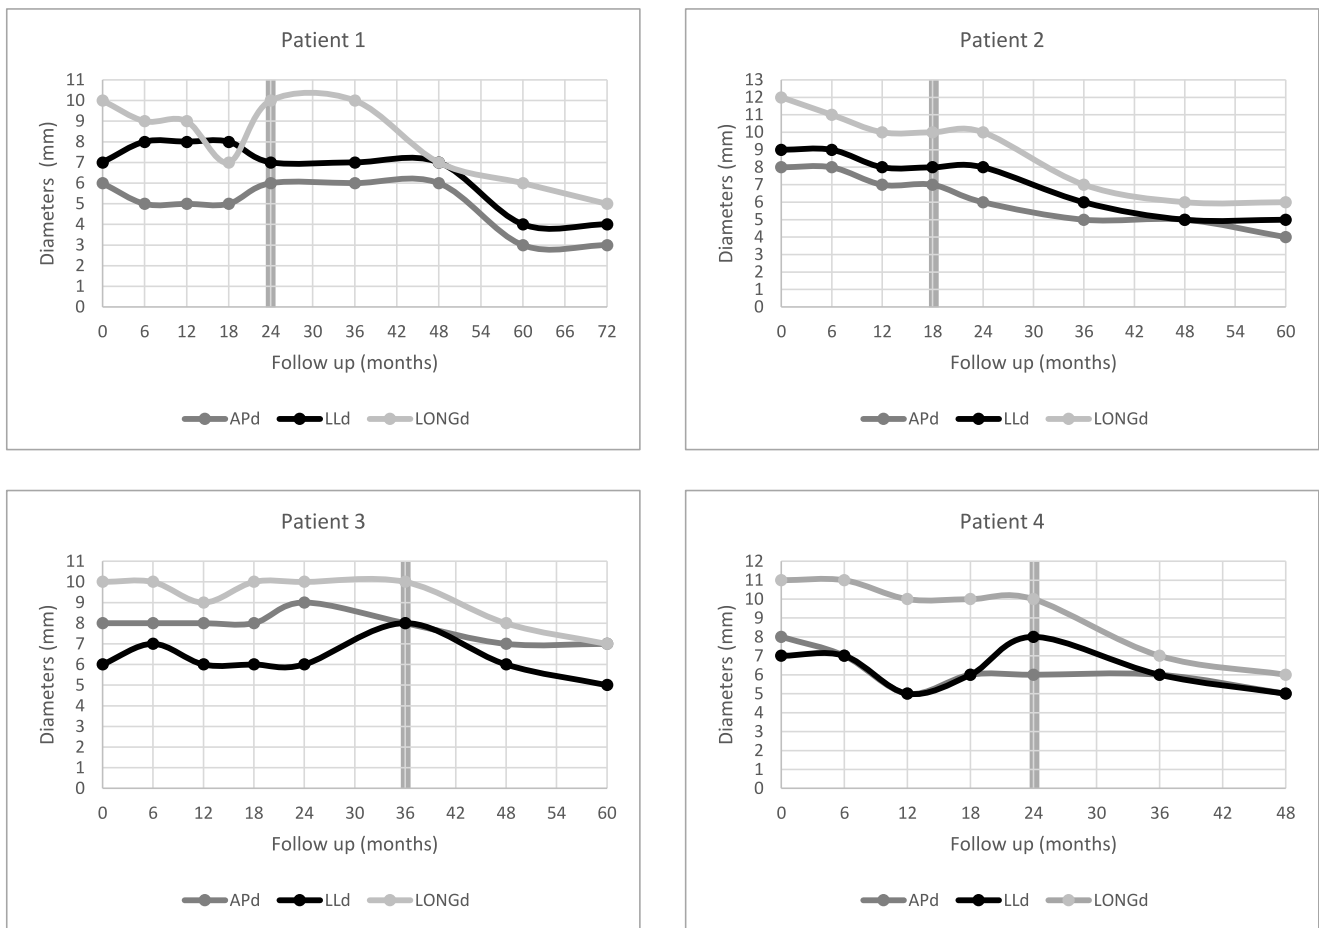 Patient 1
Diameters (mm)
11
10
9
8
7
6
5
4
3
2
1
0
0 6 12 18 24 30 36 42 48 54 60 66 72
Follow up (months)
APd LLd LONGd
Patient 2
Diameters (mm)
13
12
11
10
9
8
7
6
5
4
3
2
1
0
0 6 12 18 24 30 36 42 48 54 60
Follow up (months)
APd LLd LONGd
Patient 3
Diameters (mm)
11
10
9
8
7
6
5
4
3
2
1
0
0 6 12 18 24 30 36 42 48 54 60
Follow up (months)
APd LLd LONGd
Patient 4
Diameters (mm)
12
11
10
9
8
7
6
5
4
3
2
1
0
0 6 12 18 24 30 36 42 48
Follow up (months)
APd LLd LONGd